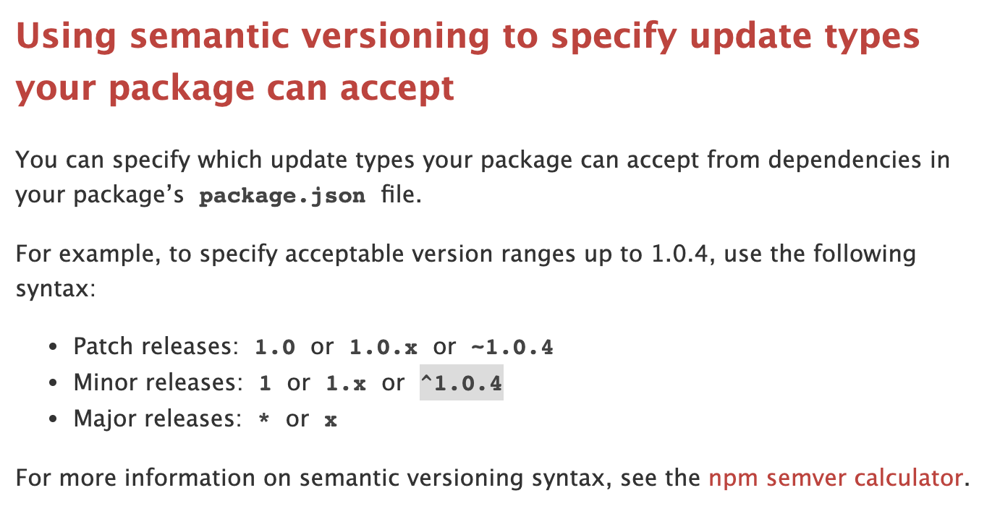 Using semantic versioning to specify update types
your package can accept
You can specify which update types your package can accept from dependencies in
your package’s package.json file.
For example, to specify acceptable version ranges up to 1.0.4, use the following
syntax:
• Patch releases: 1.0 or 1.0.x or ~1.0.4
• Minor releases: 1 or 1.x or ^1.0.4
• Major releases: * or x
For more information on semantic versioning syntax, see the npm semver calculator.